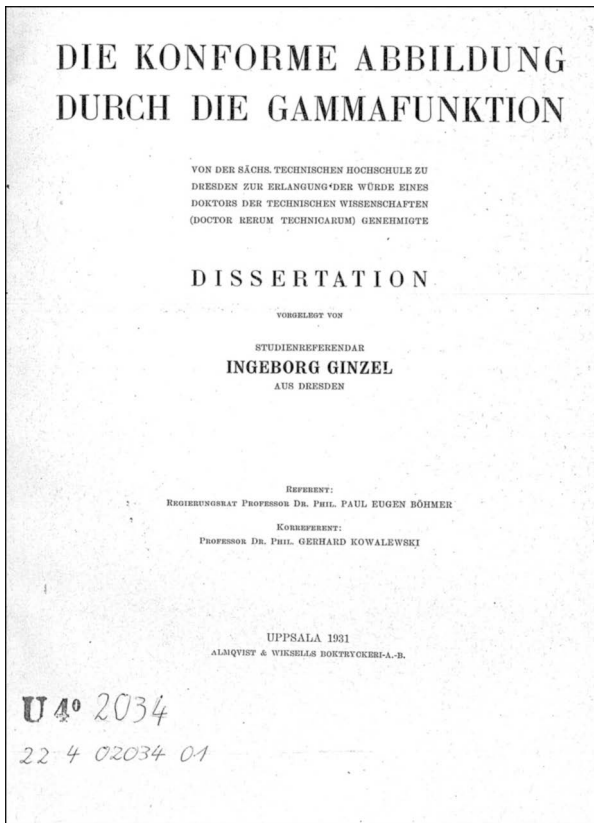 DIE KONFORME ABBILDUNG
DURCH DIE GAMMAFUNKTION
VON DER SÄCHS. TECHNISCHEN HOCHSCHULE ZU
DRESDEN ZUR ERLANGUNG DER WÜRDE EINES
DOKTORS DER TECHNISCHEN WISSENSCHAFTEN
(DOCTOR RERUM TECHNICARUM) GENEHMIGTE
DISSERTATION
VORGELEGT VON
STUDIENREFERENDAR
INGEBORG GINZEL
AUS DRESDEN
REFERENT:
REGIERUNGSRAT PROFESSOR DR. PHIL. PAUL EUGEN BÖHMER
KORREFERENT:
PROFESSOR DR. PHIL. GERHARD KOWALEWSKI
UPPSALA 1931
ALMQVIST & WIKSELLS BOKTRYCKERI-A.-B.
U 4º 2034
22 4 02034 01